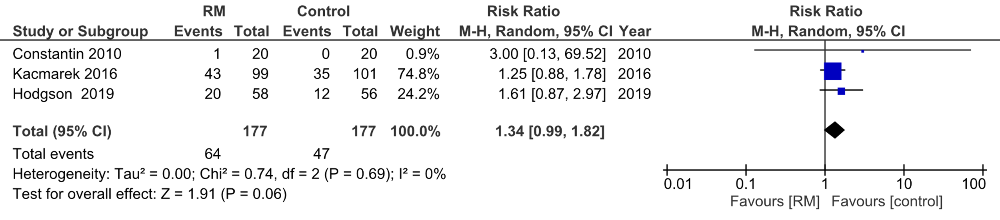 RM Control Risk Ratio Risk Ratio
Study or Subgroup Events Total Events Total Weight M-H, Random, 95% CI Year M-H, Random, 95% CI
Constantin 2010 1 20 0 20 0.9% 3.00 [0.13, 69.52] 2010
Kacmarek 2016 43 99 35 101 74.8% 1.25 [0.88, 1.78] 2016
Hodgson 2019 20 58 12 56 24.2% 1.61 [0.87, 2.97] 2019
Total (95% CI) 177 177 100.0% 1.34 [0.99, 1.82]
Total events 64 47
Heterogeneity: Tau² = 0.00; Chi² = 0.74, df = 2 (P = 0.69); I² = 0%
Test for overall effect: Z = 1.91 (P = 0.06)
0.01 0.1 1 10 100
Favours [RM] Favours [control]